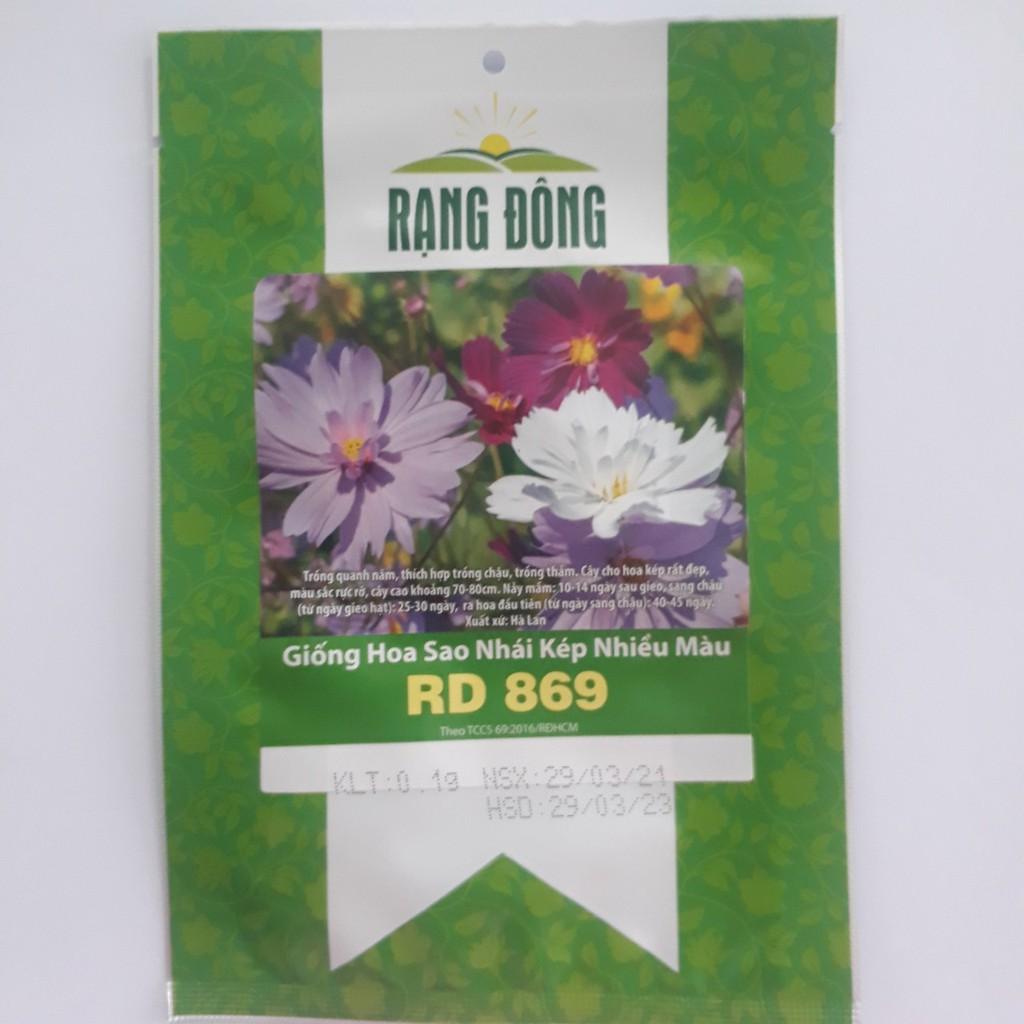 RẠNG ĐÔNG
Trồng quanh năm, thích hợp trồng chậu, trồng thảm. Cây cho hoa kép rất đẹp,
màu sắc rực rỡ, cây cao khoảng 70-80cm. Nảy mầm: 10-14 ngày sau gieo, sang chậu
(từ ngày gieo hạt): 25-30 ngày, ra hoa đầu tiên (từ ngày sang chậu): 40-45 ngày.
Xuất xứ: Hà Lan
Giống Hoa Sao Nhái Kép Nhiều Màu
RD 869
Theo TCCS 69:2016/RĐHCM
KLT:0.1g NSX:29/03/21
HSD:29/03/23